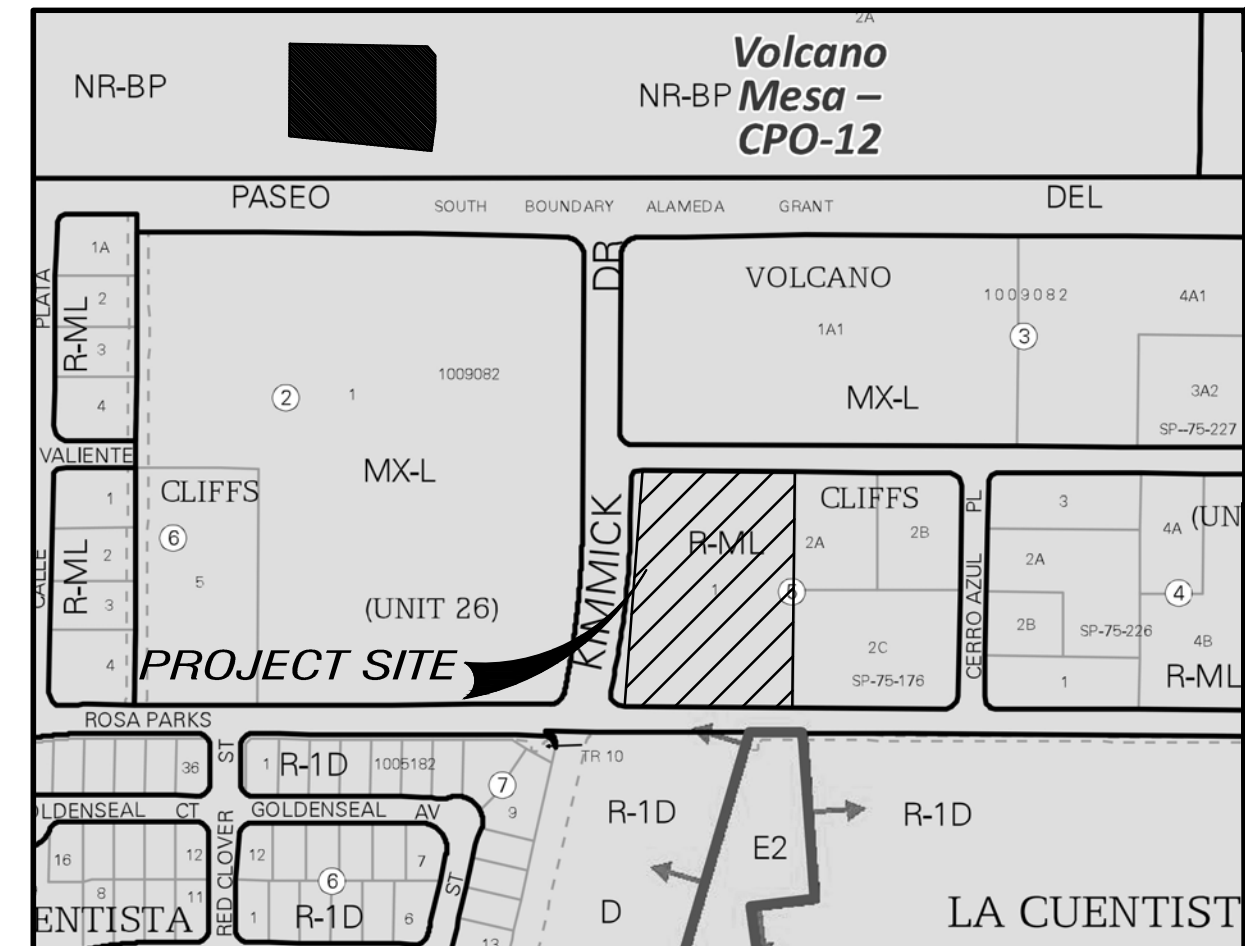 2A
NR-BP
NR-BP
Volcano
Mesa –
CPO-12
PASEO
SOUTH BOUNDARY ALAMEDA GRANT
DEL
1A
2
3
4
PLATA
R-ML
DR
VOLCANO
1009082
4A1
1A1
3
MX-L
3A2
SP--75-227
1009082
2
1
MX-L
VALIENTE
CLIFFS
6
5
(UNIT 26)
1
2
3
4
R-ML
KIMMICK
R-ML
1
5
CLIFFS
2A
2B
2C
SP-75-176
PL
CERRO AZUL
3
4A
(UN
2A
2B
SP-75-226
4
4B
1
R-ML
PROJECT SITE
ROSA PARKS
36
ST
1
R-1D
1005182
7
9
TR 10
R-1D
R-1D
E2
GOLDENSEAL AV
CT
16
12
8
11
RED CLOVER
12
7
6
1
R-1D
6
ST
13
D
ENTISTA
LA CUENTIST